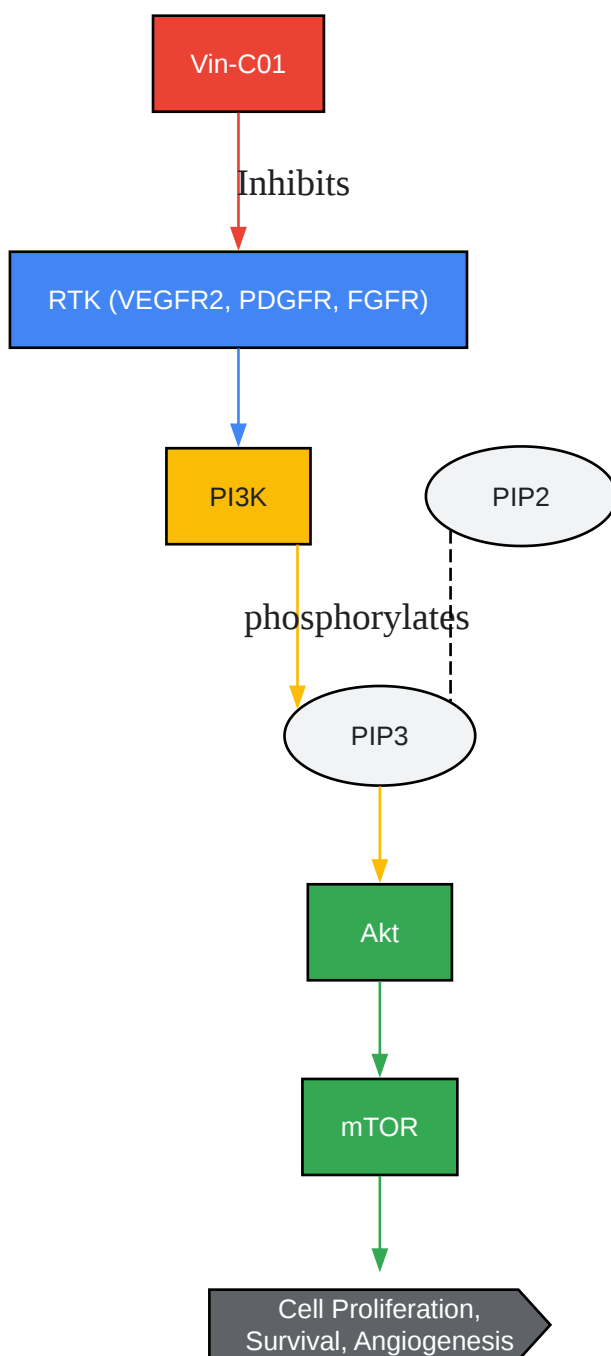 Vin-C01
Inhibits
RTK (VEGFR2, PDGFR, FGFR)
PI3K
PIP2
phosphorylates
PIP3
Akt
mTOR
Cell Proliferation,
Survival, Angiogenesis